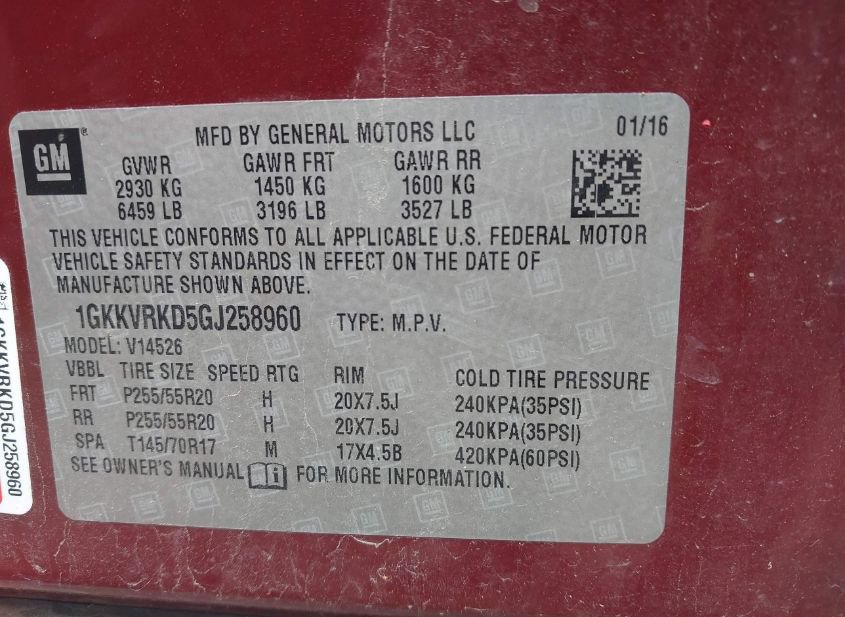 GM ®
MFD BY GENERAL MOTORS LLC 01/16
GVWR GAWR FRT GAWR RR
2930 KG 1450 KG 1600 KG
6459 LB 3196 LB 3527 LB
THIS VEHICLE CONFORMS TO ALL APPLICABLE U.S. FEDERAL MOTOR
VEHICLE SAFETY STANDARDS IN EFFECT ON THE DATE OF
MANUFACTURE SHOWN ABOVE.
1GKKVRKD5GJ258960 TYPE: M.P.V.
MODEL: V14526
VBBL TIRE SIZE SPEED RTG RIM COLD TIRE PRESSURE
FRT P255/55R20 H 20X7.5J 240KPA(35PSI)
RR P255/55R20 H 20X7.5J 240KPA(35PSI)
SPA T145/70R17 M 17X4.5B 420KPA(60PSI)
SEE OWNER'S MANUAL FOR MORE INFORMATION.
1GKKVRKD5GJ258960